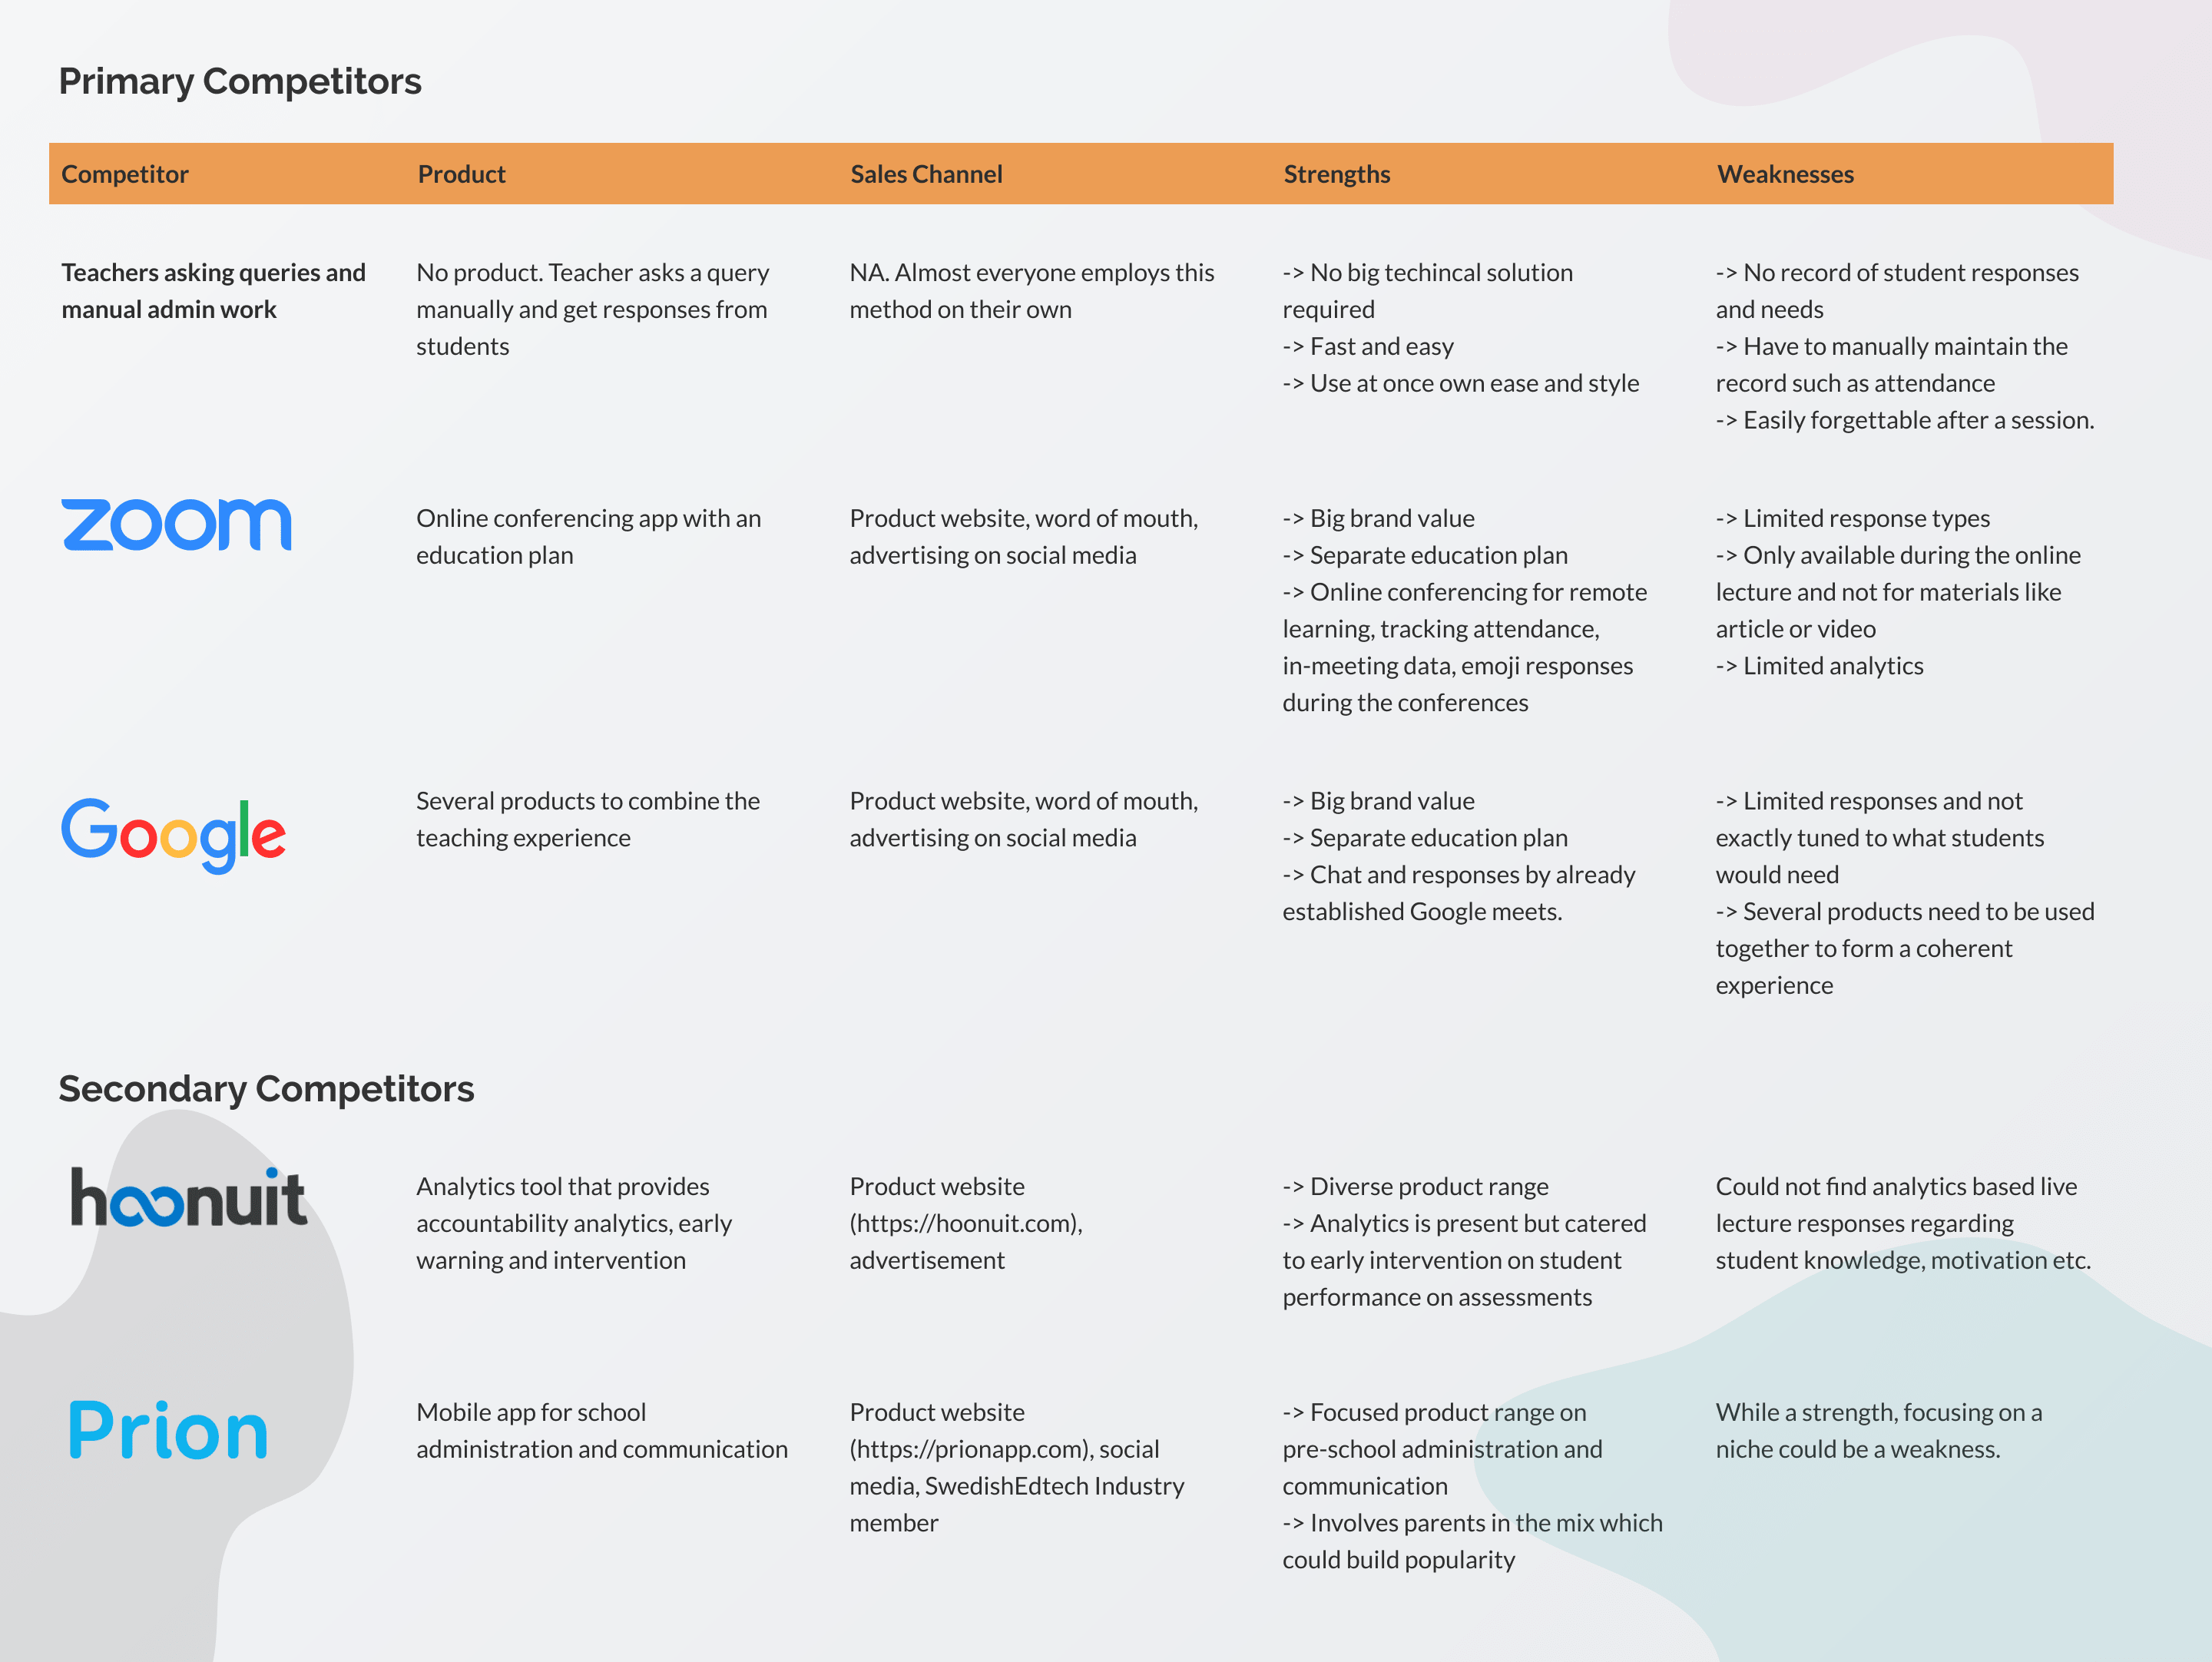 Primary Competitors
Competitor
Product
Sales Channel
Strengths
Weaknesses
Teachers asking queries and
manual admin work
No product. Teacher asks a query
manually and get responses from
students
NA. Almost everyone employs this
method on their own
-> No big techincal solution
required
-> Fast and easy
-> Use at once own ease and style
-> No record of student responses
and needs
-> Have to manually maintain the
record such as attendance
-> Easily forgettable after a session.
zoom
Online conferencing app with an
education plan
Product website, word of mouth,
advertising on social media
-> Big brand value
-> Separate education plan
-> Online conferencing for remote
learning, tracking attendance,
in-meeting data, emoji responses
during the conferences
-> Limited response types
-> Only available during the online
lecture and not for materials like
article or video
-> Limited analytics
Google
Several products to combine the
teaching experience
Product website, word of mouth,
advertising on social media
-> Big brand value
-> Separate education plan
-> Chat and responses by already
established Google meets.
-> Limited responses and not
exactly tuned to what students
would need
-> Several products need to be used
together to form a coherent
experience
Secondary Competitors
hoonuit
Analytics tool that provides
accountability analytics, early
warning and intervention
Product website
(https://hoonuit.com),
advertisement
-> Diverse product range
-> Analytics is present but catered
to early intervention on student
performance on assessments
Could not find analytics based live
lecture responses regarding
student knowledge, motivation etc.
Prion
Mobile app for school
administration and communication
Product website
(https://prionapp.com), social
media, SwedishEdtech Industry
member
-> Focused product range on
pre-school administration and
communication
-> Involves parents in the mix which
could build popularity
While a strength, focusing on a
niche could be a weakness.